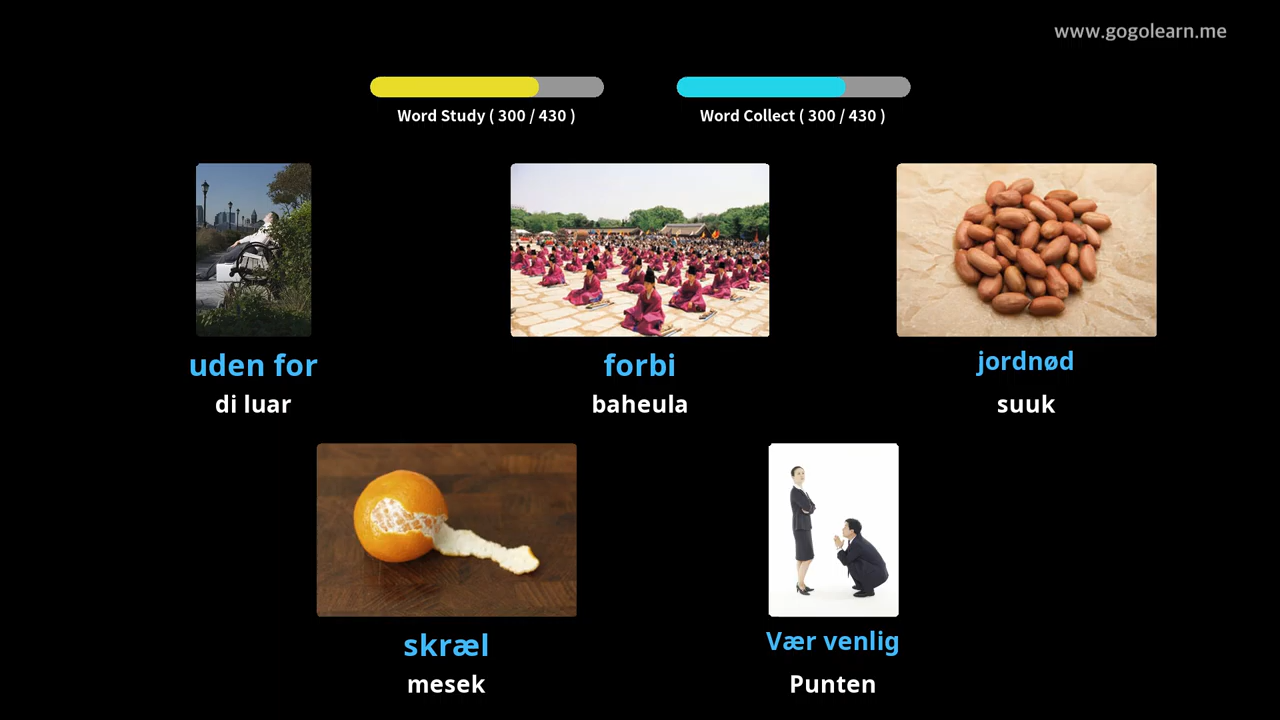 www.gogolearn.me
Word Study ( 300 / 430 )
Word Collect ( 300 / 430 )
uden for
di luar
forbi
baheula
jordnød
suuk
skræl
mesek
Vær venlig
Punten